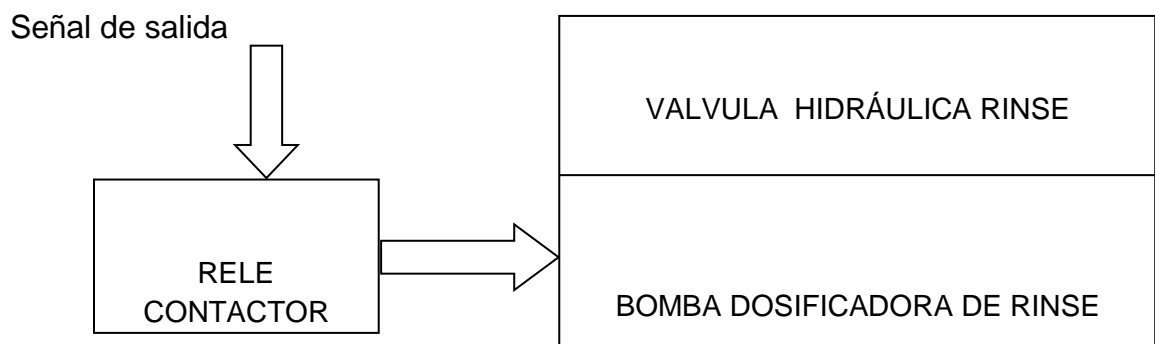 Señal de salida
VALVULA HIDRÁULICA RINSE
RELE
CONTACTOR
BOMBA DOSIFICADORA DE RINSE